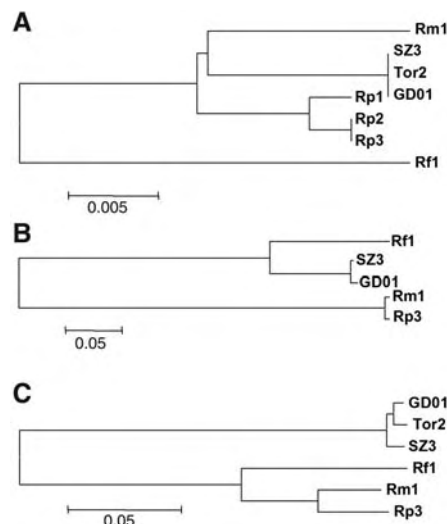 A
Rm1
SZ3
Tor2
GD01
Rp1
Rp2
Rp3
Rf1
0.005
B
Rf1
SZ3
GD01
Rm1
Rp3
0.05
C
GD01
Tor2
SZ3
Rf1
Rm1
Rp3
0.05